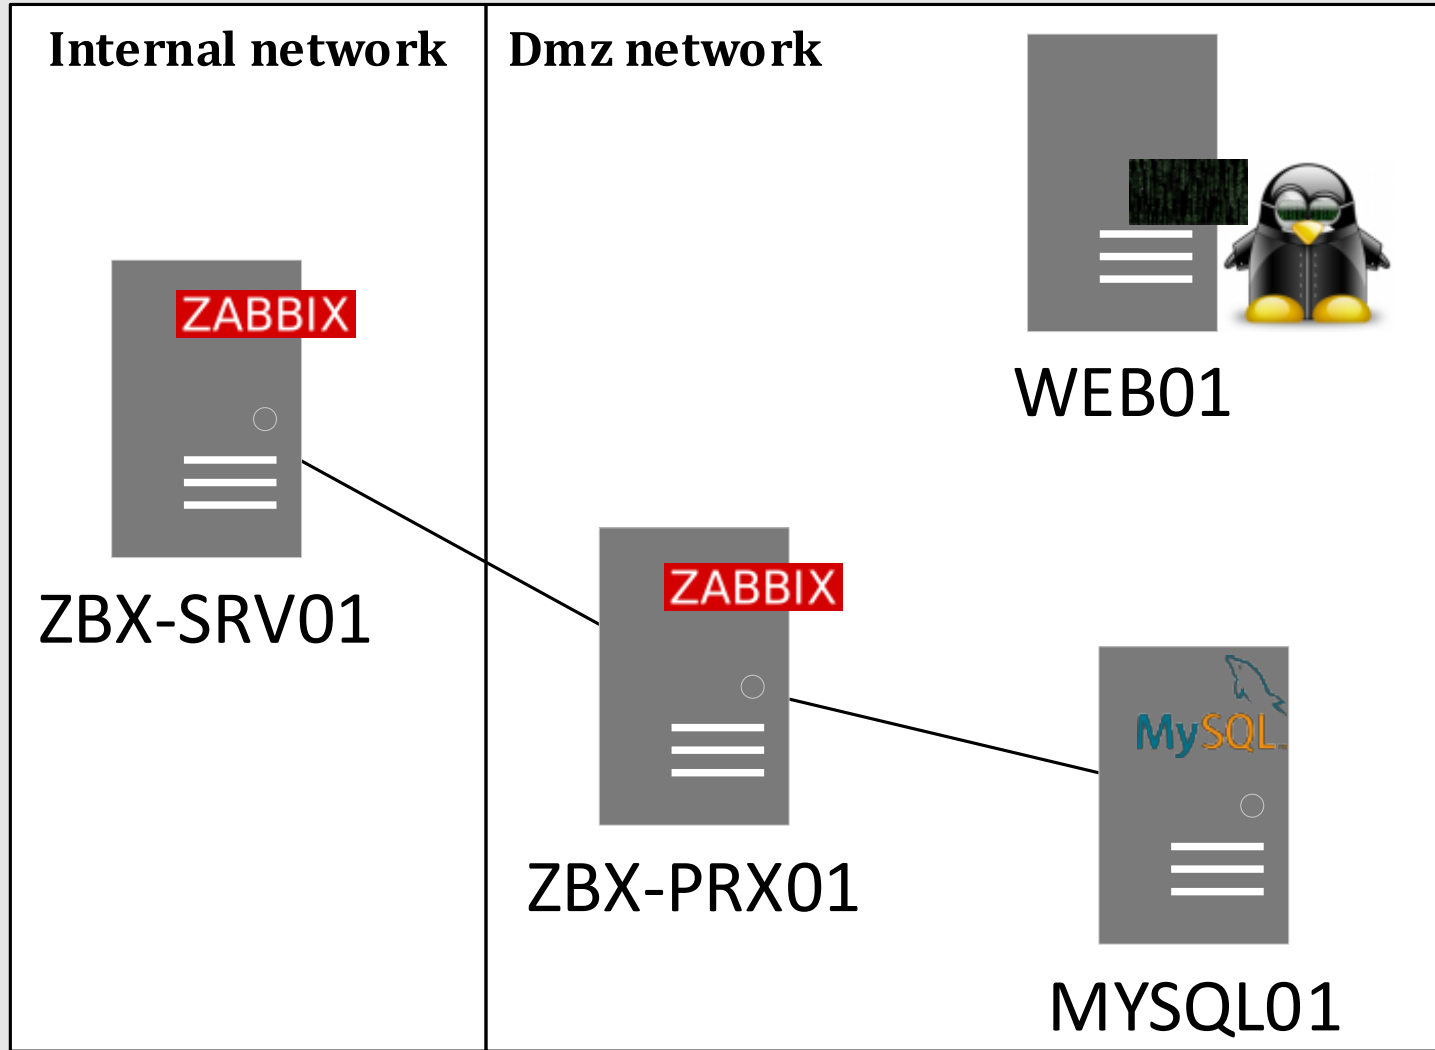 Internal network
Dmz network
ZABBIX
WEB01
ZBX-SRV01
ZABBIX
ZBX-PRX01
MySQL
MYSQL01